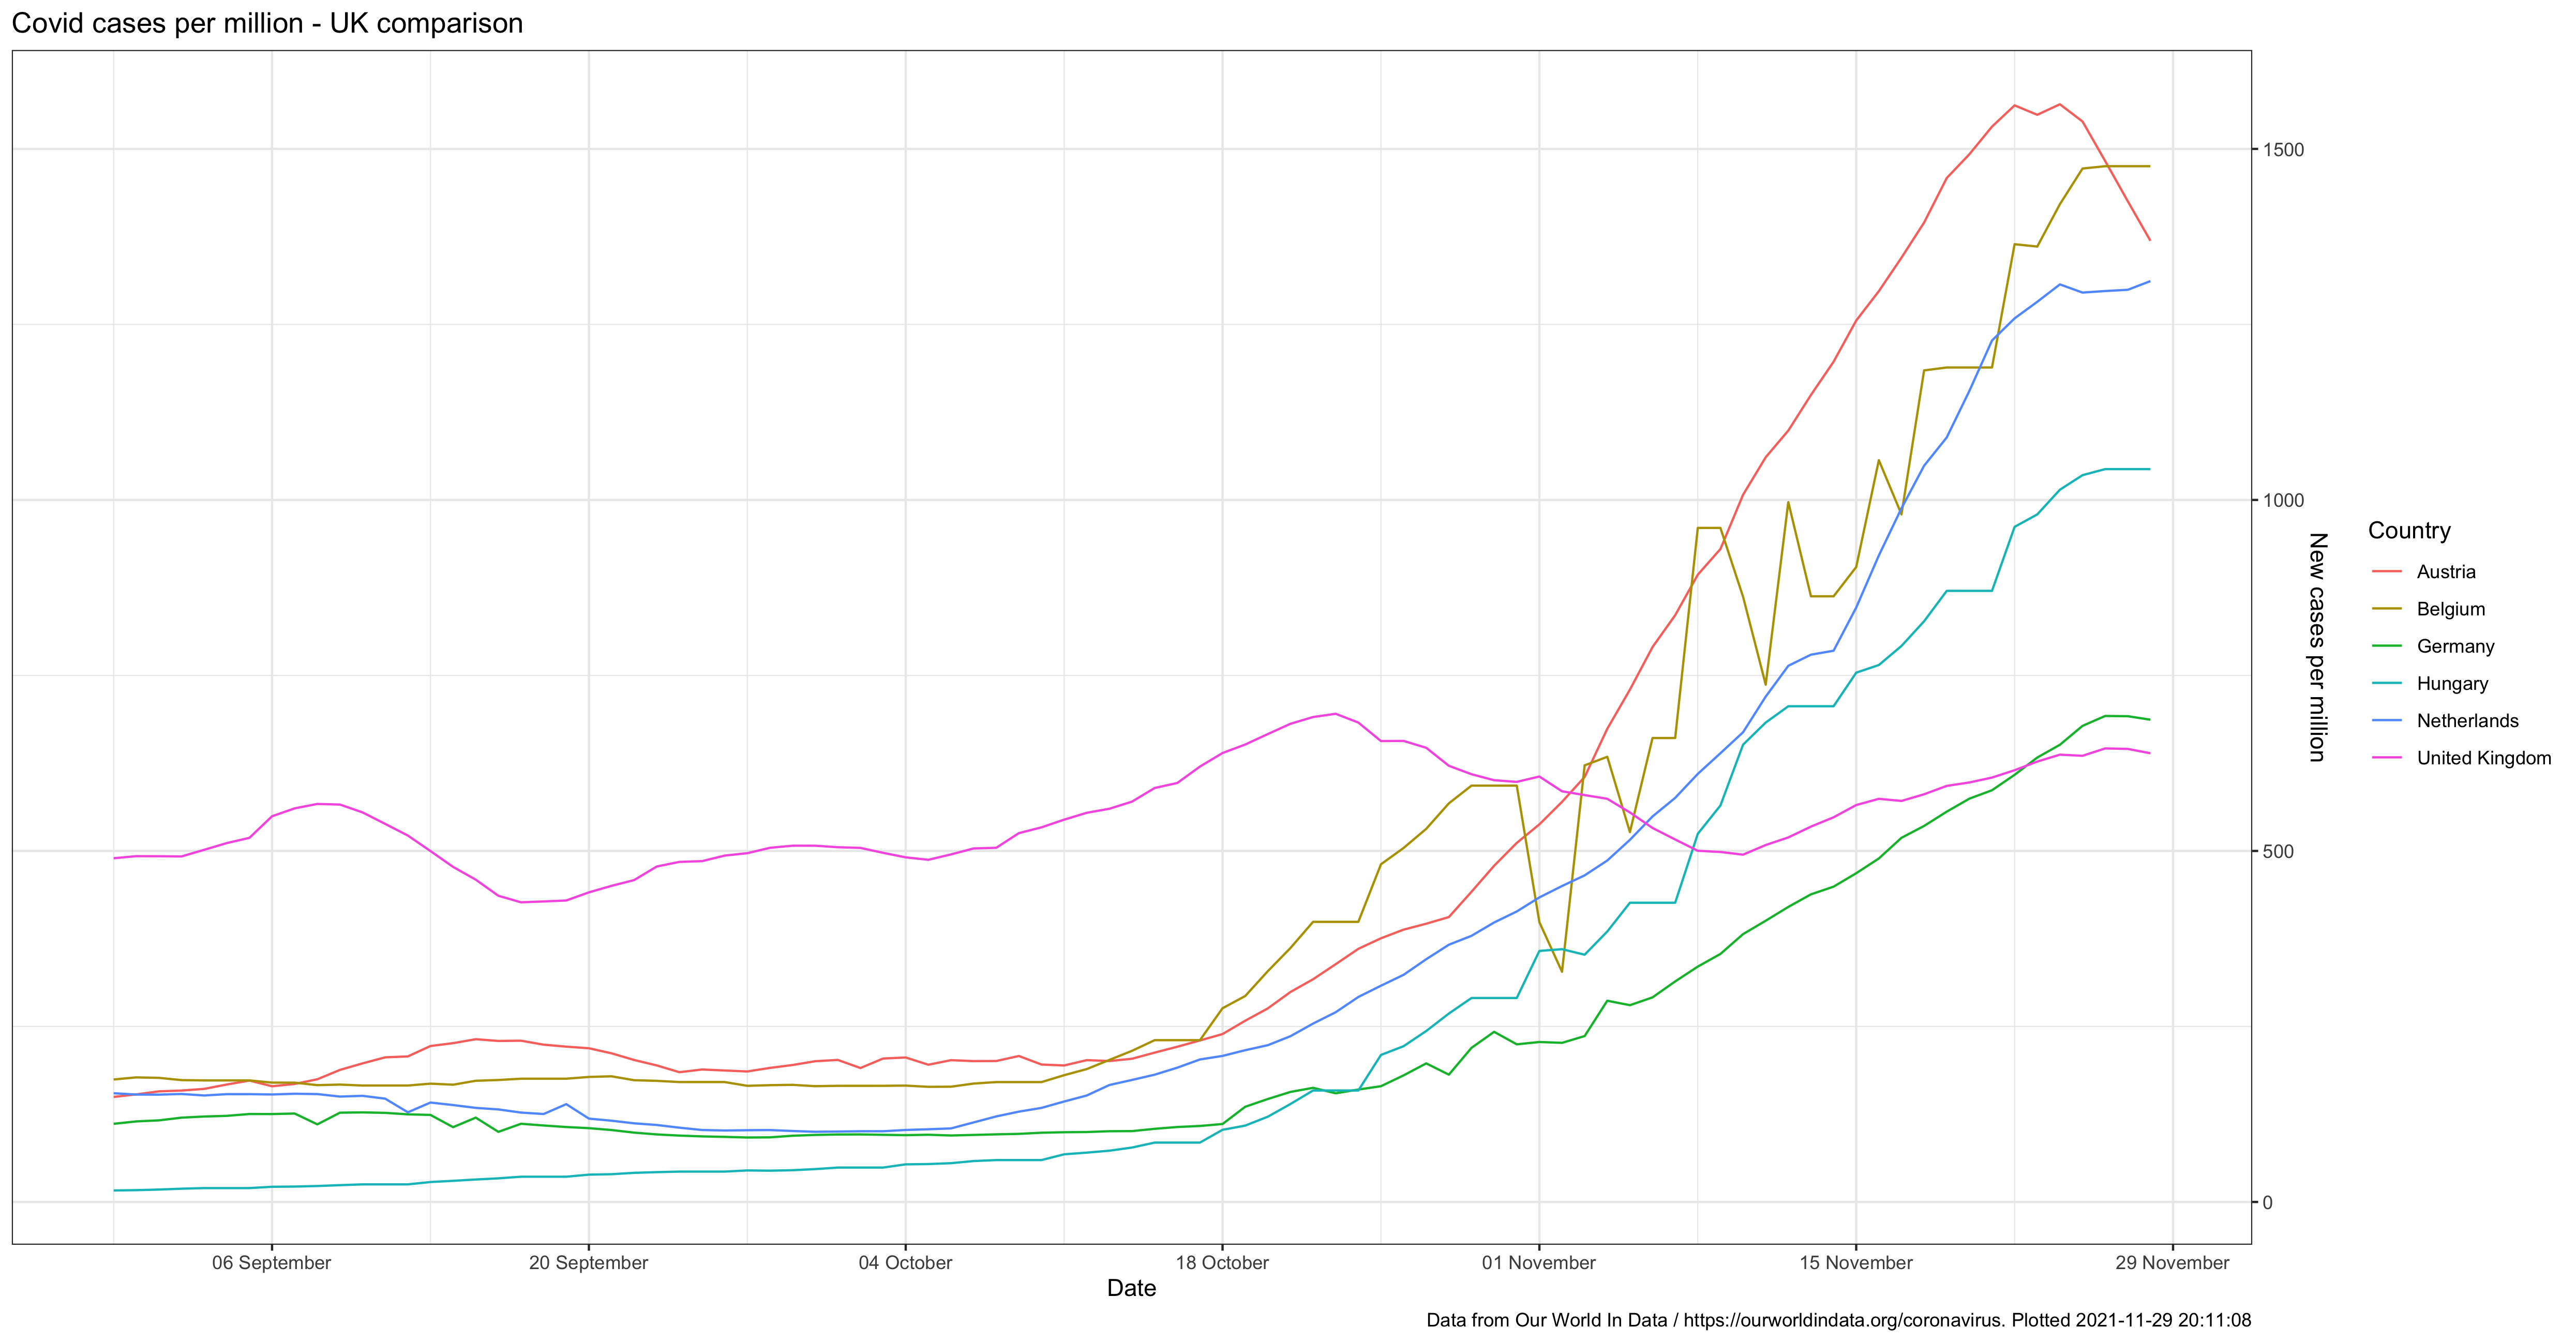 Covid cases per million - UK comparison
1500
1000
500
0
New cases per million
Country
Austria
Belgium
Germany
Hungary
Netherlands
United Kingdom
06 September
20 September
04 October
18 October
01 November
15 November
29 November
Date
Data from Our World In Data / https://ourworldindata.org/coronavirus. Plotted 2021-11-29 20:11:08